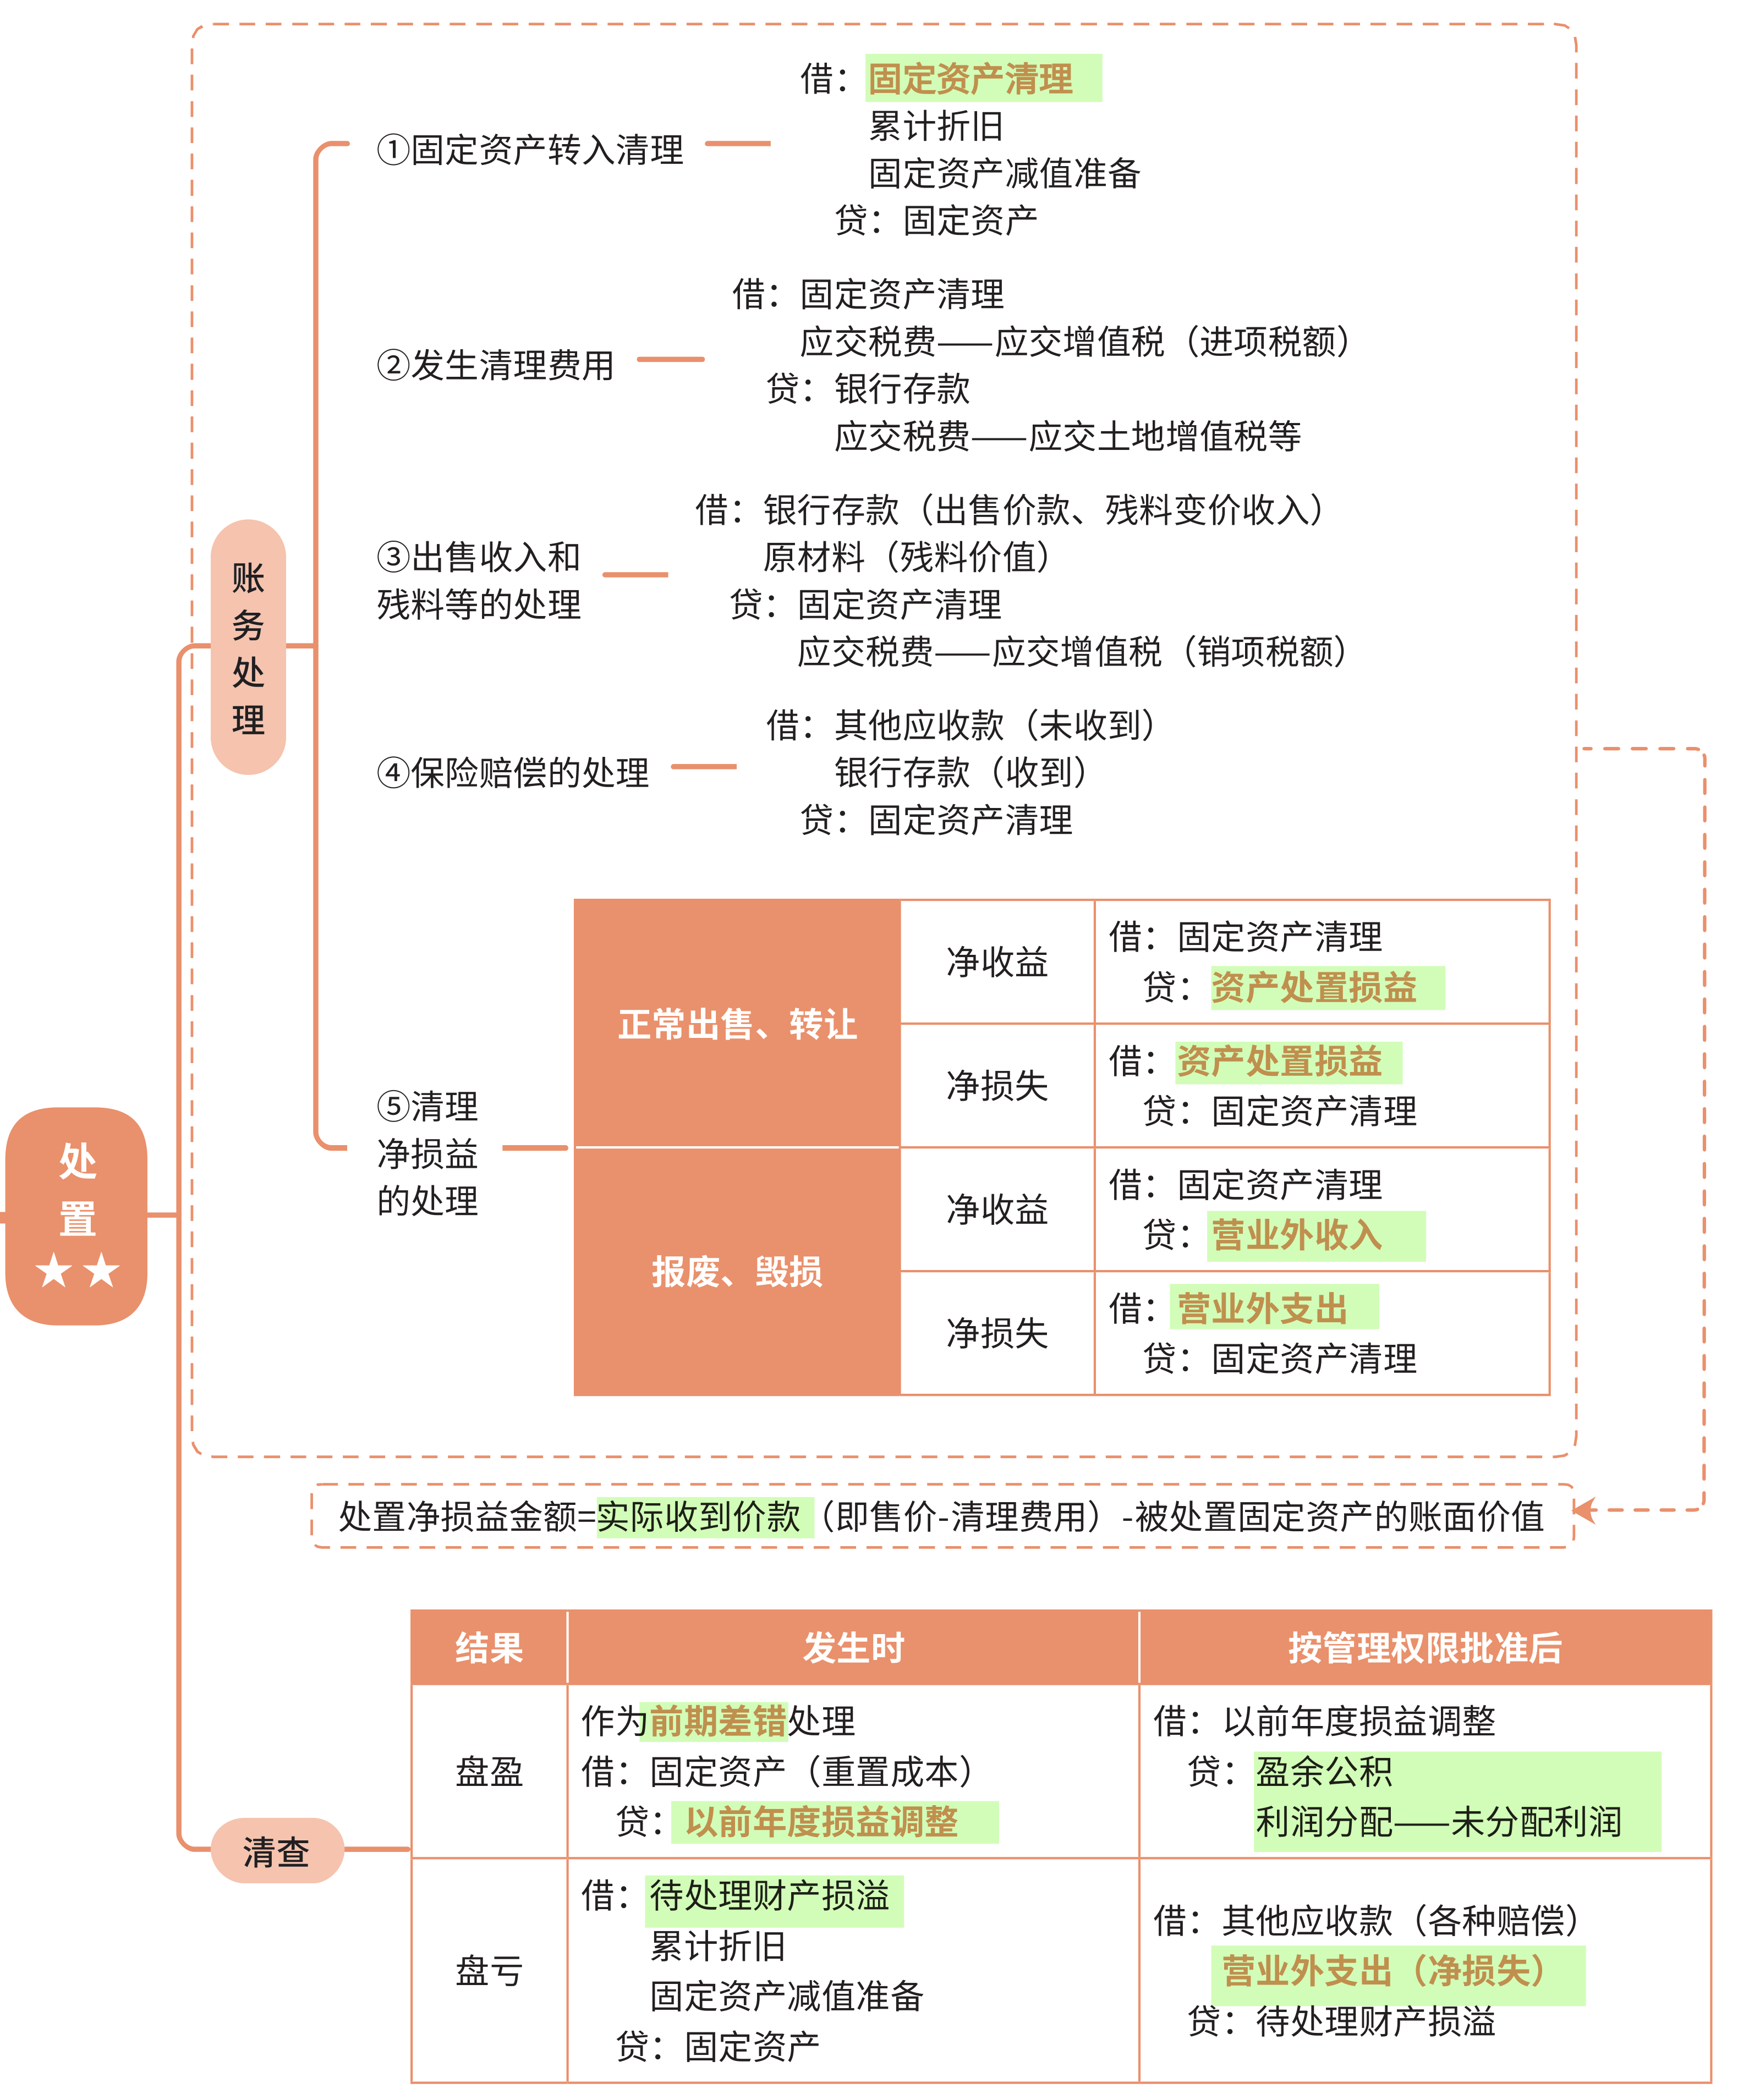 处
置
★★
账
务
处
理
①固定资产转入清理
借：固定资产清理
累计折旧
固定资产减值准备
贷：固定资产
②发生清理费用
借：固定资产清理
应交税费——应交增值税（进项税额）
贷：银行存款
应交税费——应交土地增值税等
③出售收入和
残料等的处理
借：银行存款（出售价款、残料变价收入）
原材料（残料价值）
贷：固定资产清理
应交税费——应交增值税（销项税额）
④保险赔偿的处理
借：其他应收款（未收到）
银行存款（收到）
贷：固定资产清理
⑤清理
净损益
的处理
正常出售、转让
净收益
借：固定资产清理
贷：资产处置损益
净损失
借：资产处置损益
贷：固定资产清理
报废、毁损
净收益
借：固定资产清理
贷：营业外收入
净损失
借：营业外支出
贷：固定资产清理
处置净损益金额=实际收到价款（即售价-清理费用）-被处置固定资产的账面价值
清查
结果
发生时
按管理权限批准后
盘盈
作为前期差错处理
借：固定资产（重置成本）
贷：以前年度损益调整
借：以前年度损益调整
贷：盈余公积
利润分配——未分配利润
盘亏
借：待处理财产损溢
累计折旧
固定资产减值准备
贷：固定资产
借：其他应收款（各种赔偿）
营业外支出（净损失）
贷：待处理财产损溢